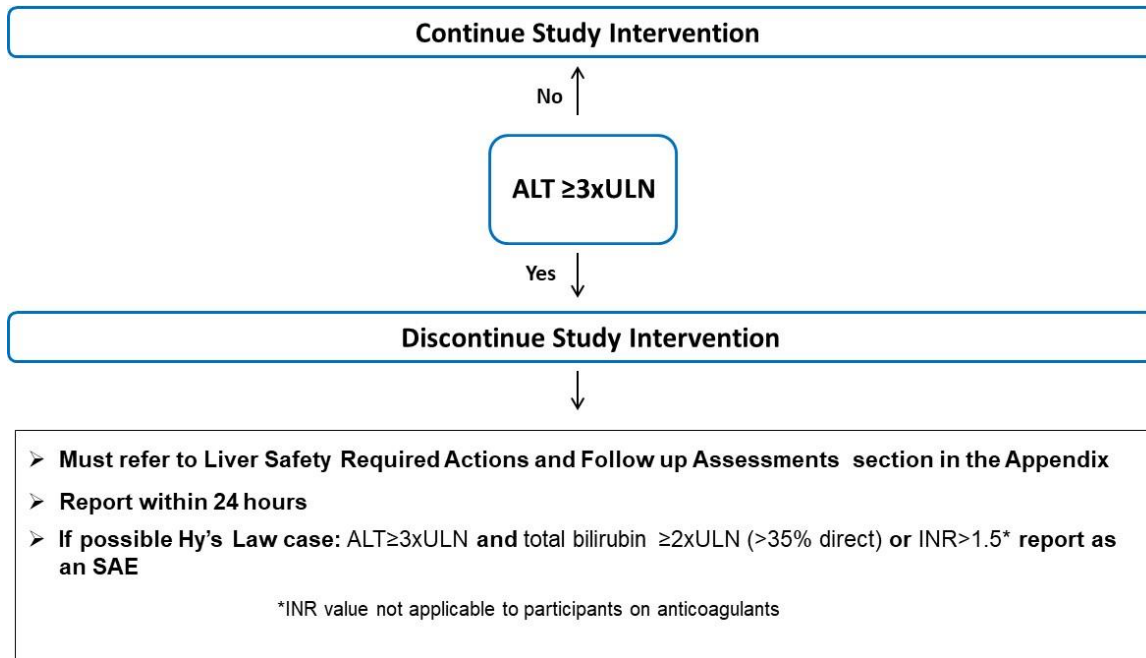 Continue Study Intervention
No
ALT ≥3xULN
Yes
Discontinue Study Intervention
➢ Must refer to Liver Safety Required Actions and Follow up Assessments section in the Appendix
➢ Report within 24 hours
➢ If possible Hy's Law case: ALT≥3xULN and total bilirubin ≥2xULN (>35% direct) or INR>1.5* report as
an SAE
*INR value not applicable to participants on anticoagulants